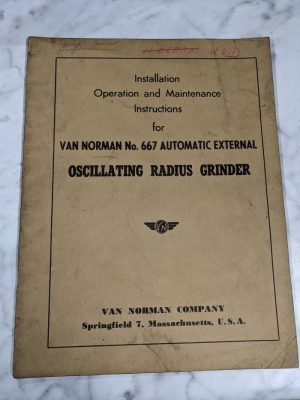 Installation
Operation and Maintenance
Instructions
for
VAN NORMAN No. 667 AUTOMATIC EXTERNAL
OSCILLATING RADIUS GRINDER
VAN NORMAN COMPANY
Springfield 7, Massachusetts, U.S.A.